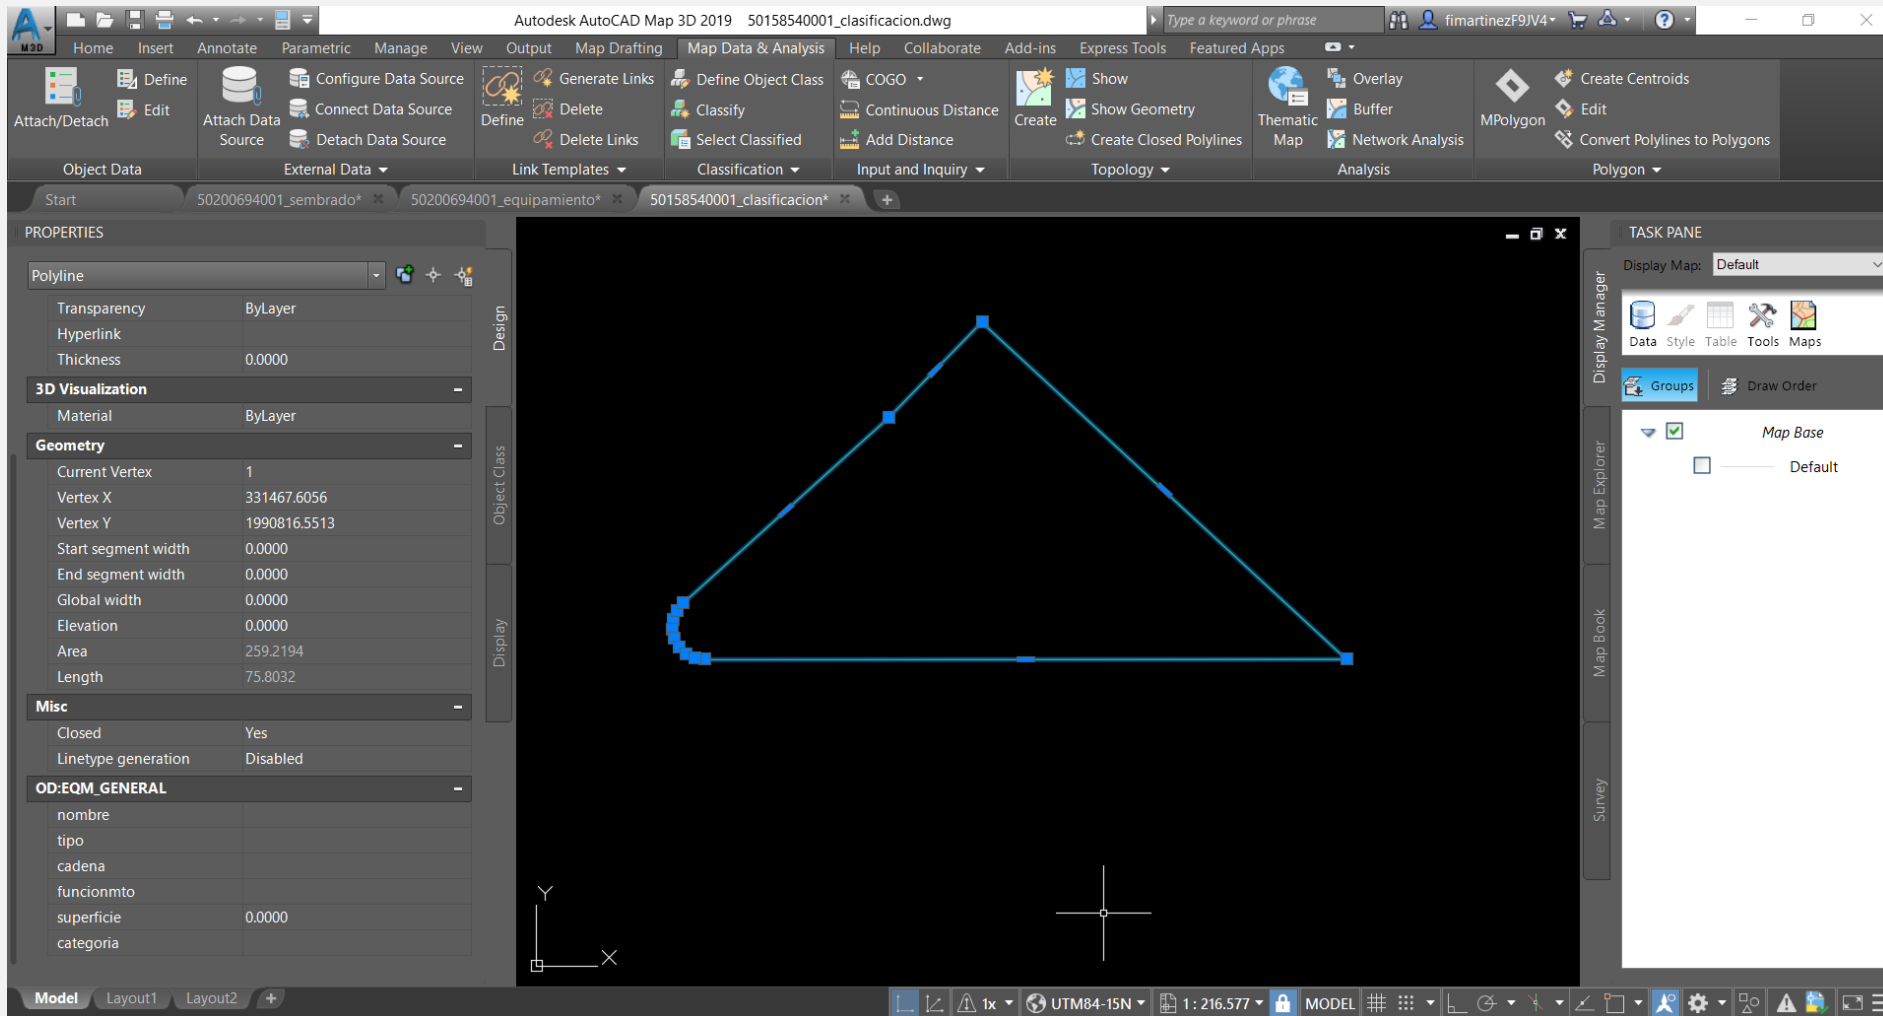 Autodesk AutoCAD Map 3D 2019 50158540001_clasificacion.dwg
Type a keyword or phrase
fimartinezF9JV4
M3D
Home Insert Annotate Parametric Manage View Output Map Drafting Map Data & Analysis Help Collaborate Add-ins Express Tools Featured Apps
Attach/Detach
Define
Edit
Object Data
Attach Data
Source
Configure Data Source
Connect Data Source
Detach Data Source
External Data
Define
Generate Links
Delete
Delete Links
Link Templates
Define Object Class
Classify
Select Classified
Classification
COGO
Continuous Distance
Add Distance
Input and Inquiry
Create
Show
Show Geometry
Create Closed Polylines
Topology
Thematic
Map
Overlay
Buffer
Network Analysis
Analysis
MPolygon
Create Centroids
Edit
Convert Polylines to Polygons
Polygon
Start 50200694001_sembrado* 50200694001_equipamiento* 50158540001_clasificacion*
PROPERTIES
Polyline
Transparency ByLayer
Hyperlink
Thickness 0.0000
3D Visualization
Material ByLayer
Geometry
Current Vertex 1
Vertex X 331467.6056
Vertex Y 1990816.5513
Start segment width 0.0000
End segment width 0.0000
Global width 0.0000
Elevation 0.0000
Area 259.2194
Length 75.8032
Misc
Closed Yes
Linetype generation Disabled
OD:EQM_GENERAL
nombre
tipo
cadena
funcionmto
superficie 0.0000
categoria
Design
Object Class
Display
Y
X
TASK PANE
Display Map: Default
Data Style Table Tools Maps
Groups Draw Order
Map Base
Default
Display Manager
Map Explorer
Map Book
Survey
Model Layout1 Layout2
1x UTM84-15N 1 : 216.577 MODEL